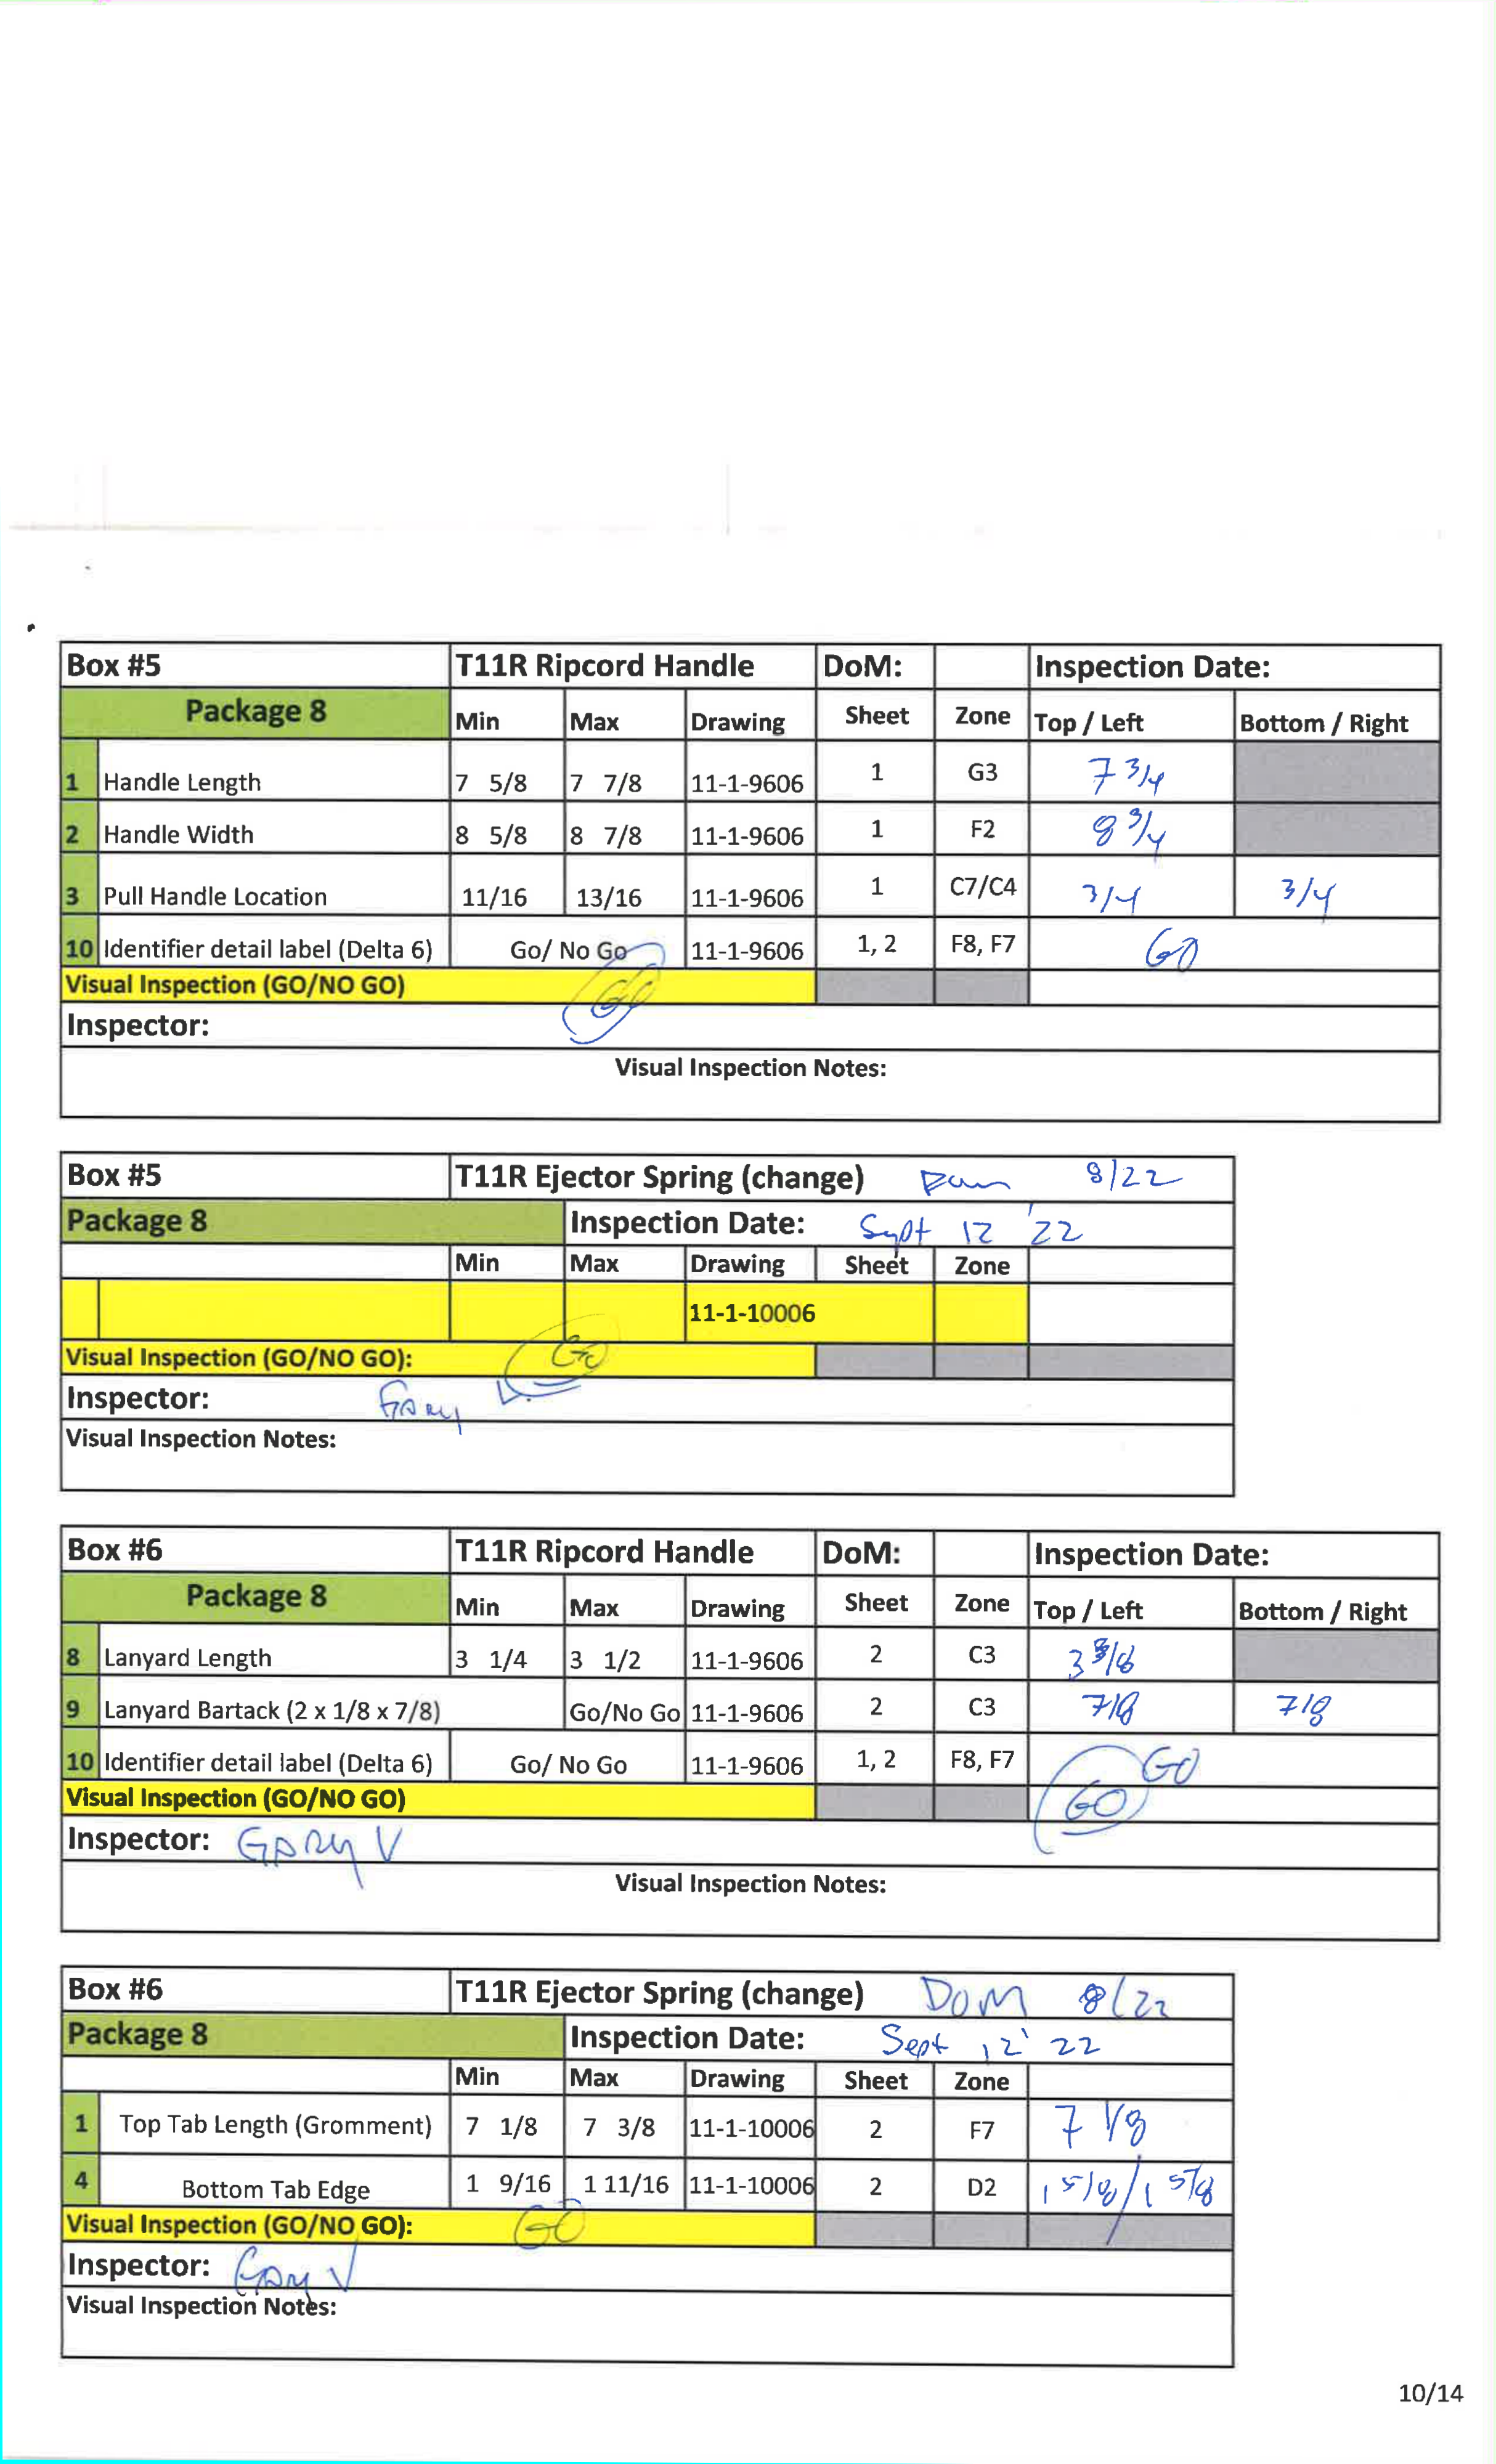 Box #5 T11R Ripcord Handle DoM: Inspection Date:
Package 8 Min Max Drawing Sheet Zone Top / Left Bottom / Right
1 Handle Length 7 5/8 7 7/8 11-1-9606 1 G3 7 3/4
2 Handle Width 8 5/8 8 7/8 11-1-9606 1 F2 8 3/4
3 Pull Handle Location 11/16 13/16 11-1-9606 1 C7/C4 3/4 3/4
10 Identifier detail label (Delta 6) Go/ No Go 11-1-9606 1, 2 F8, F7 GO
Visual Inspection (GO/NO GO) GO
Inspector:
Visual Inspection Notes:
Box #5 T11R Ejector Spring (change) 8/22
Package 8 Inspection Date: Sept 12 '22
Min Max Drawing Sheet Zone
11-1-10006
Visual Inspection (GO/NO GO): GO
Inspector: Gary V.
Visual Inspection Notes:
Box #6 T11R Ripcord Handle DoM: Inspection Date:
Package 8 Min Max Drawing Sheet Zone Top / Left Bottom / Right
8 Lanyard Length 3 1/4 3 1/2 11-1-9606 2 C3 3
9 Lanyard Bartack (2 x 1/8 x 7/8) Go/No Go 11-1-9606 2 C3 7/8 7/8
10 Identifier detail label (Delta 6) Go/ No Go 11-1-9606 1, 2 F8, F7 GO
Visual Inspection (GO/NO GO) GO
Inspector: GARY V
Visual Inspection Notes:
Box #6 T11R Ejector Spring (change) DOM 8/22
Package 8 Inspection Date: Sept 12' 22
Min Max Drawing Sheet Zone
1 Top Tab Length (Gromment) 7 1/8 7 3/8 11-1-10006 2 F7 7 1/8
4 Bottom Tab Edge 1 9/16 1 11/16 11-1-10006 2 D2 1 5/8 / 1 5/8
Visual Inspection (GO/NO GO): GO
Inspector: Gary V
Visual Inspection Notes:
10/14